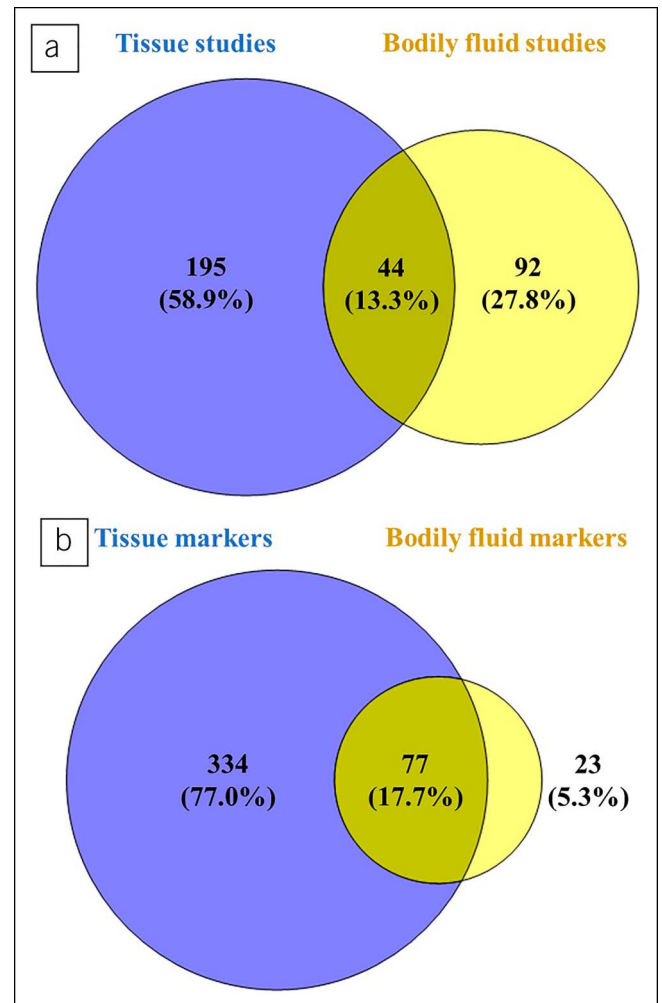 a
Tissue studies
Bodily fluid studies
195
(58.9%)
44
(13.3%)
92
(27.8%)
b
Tissue markers
Bodily fluid markers
334
(77.0%)
77
(17.7%)
23
(5.3%)